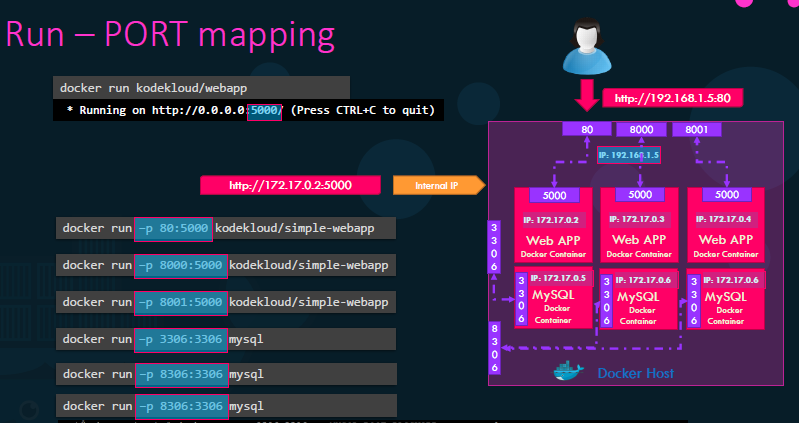 Run – PORT mapping
docker run kodekloud/webapp
* Running on http://0.0.0.0:5000/ (Press CTRL+C to quit)
http://192.168.1.5:80
80
8000
8001
IP: 192.168.1.5
http://172.17.0.2:5000
Internal IP
5000
5000
5000
IP: 172.17.0.2
IP: 172.17.0.3
IP: 172.17.0.4
Web APP
Web APP
Web APP
Docker Container
Docker Container
Docker Container
3306
IP: 172.17.0.5
IP: 172.17.0.6
IP: 172.17.0.6
3306
3306
3306
MySQL
MySQL
MySQL
Docker
Docker
Docker
Container
Container
Container
8306
Docker Host
docker run -p 80:5000 kodekloud/simple-webapp
docker run -p 8000:5000 kodekloud/simple-webapp
docker run -p 8001:5000 kodekloud/simple-webapp
docker run -p 3306:3306 mysql
docker run -p 8306:3306 mysql
docker run -p 8306:3306 mysql